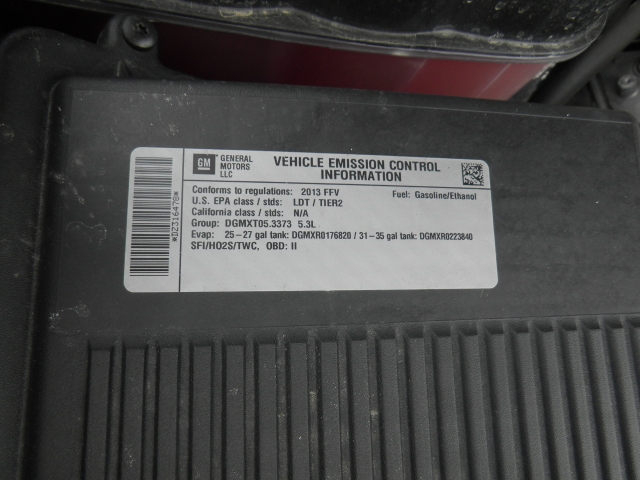 GM
GENERAL
MOTORS
LLC
VEHICLE EMISSION CONTROL
INFORMATION
Conforms to regulations: 2013 FFV Fuel: Gasoline/Ethanol
U.S. EPA class / stds: LDT / TIER2
California class / stds: N/A
Group: DGMXT05.3373 5.3L
Evap: 25-27 gal tank: DGMXR0176820 / 31-35 gal tank: DGMXR0223840
SFI/HO2S/TWC, OBD: II
*DZ316478*